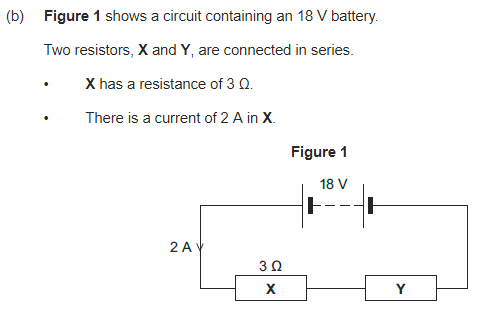 (b) Figure 1 shows a circuit containing an 18 V battery.
Two resistors, X and Y, are connected in series.
• X has a resistance of 3 Ω.
• There is a current of 2 A in X.
Figure 1
18 V
2 A
3 Ω
X
Y